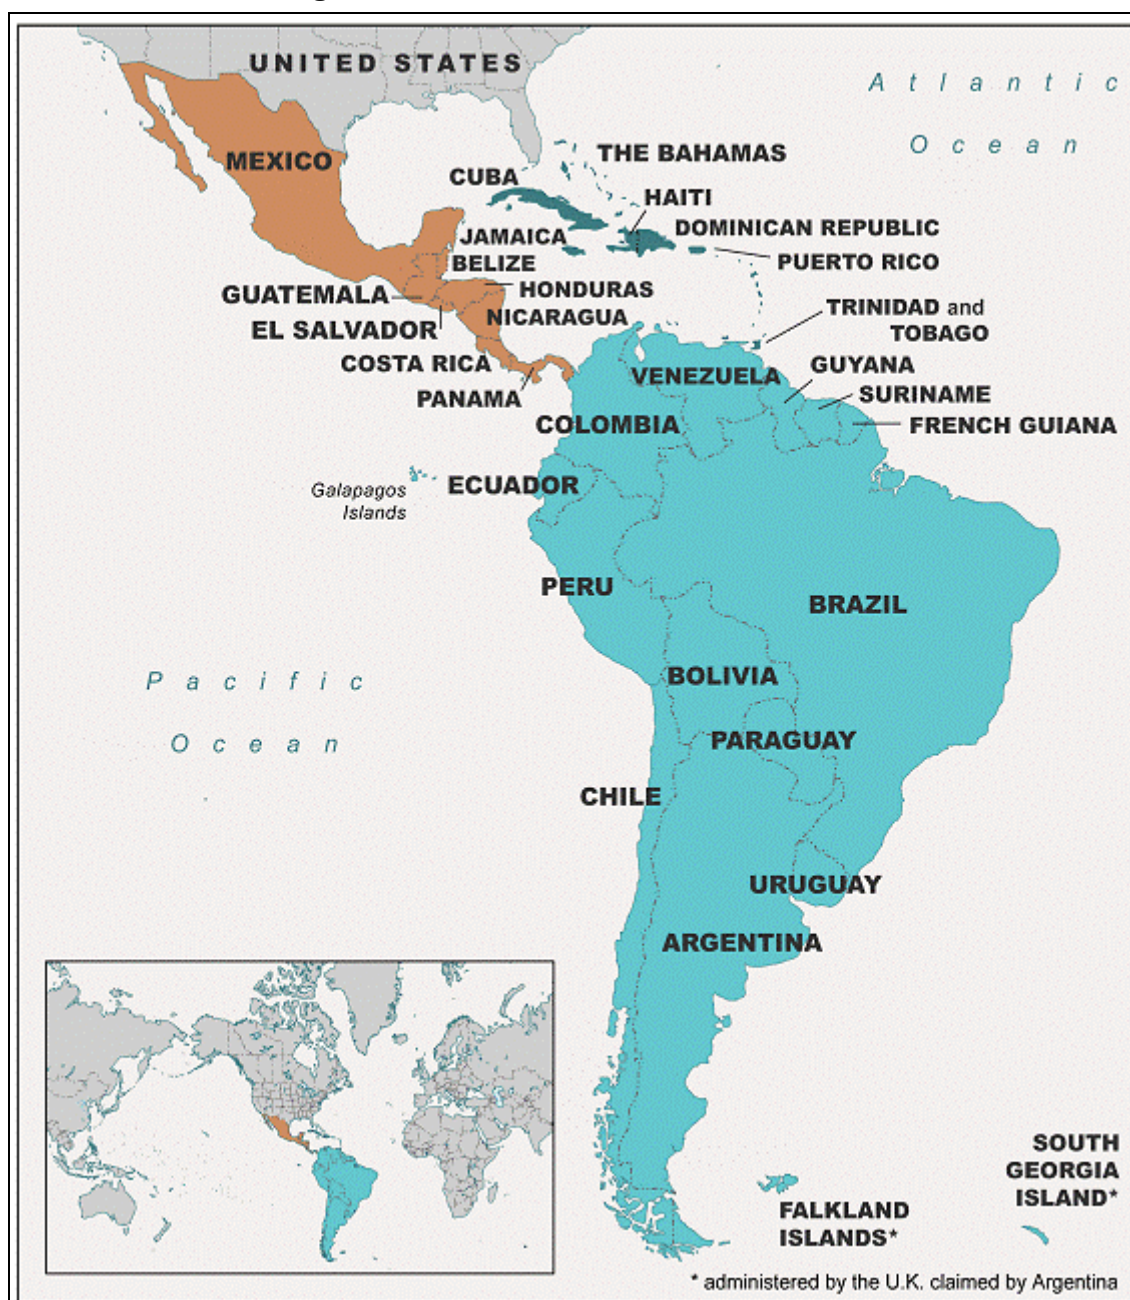 UNITED STATES
Atlantic
Ocean
MEXICO
THE BAHAMAS
CUBA
HAITI
DOMINICAN REPUBLIC
JAMAICA
BELIZE
PUERTO RICO
GUATEMALA
HONDURAS
NICARAGUA
TRINIDAD and
TOBAGO
EL SALVADOR
COSTA RICA
VENEZUELA
GUYANA
PANAMA
SURINAME
COLOMBIA
FRENCH GUIANA
Galapagos
Islands
ECUADOR
PERU
BRAZIL
Pacific
Ocean
BOLIVIA
PARAGUAY
CHILE
URUGUAY
ARGENTINA
SOUTH
GEORGIA
ISLAND*
FALKLAND
ISLANDS*
* administered by the U.K. claimed by Argentina